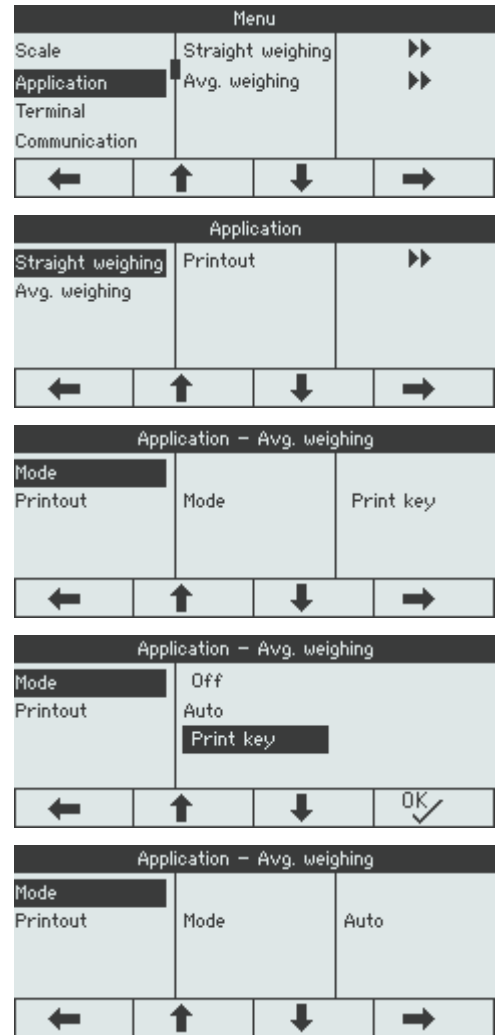 Menu
Scale Straight weighing
Application Avg. weighing
Terminal
Communication
Application
Straight weighing Printout
Avg. weighing
Application - Avg. weighing
Mode
Printout Mode Print key
Application - Avg. weighing
Mode Off
Printout Auto
Print key
OK
Application - Avg. weighing
Mode
Printout Mode Auto